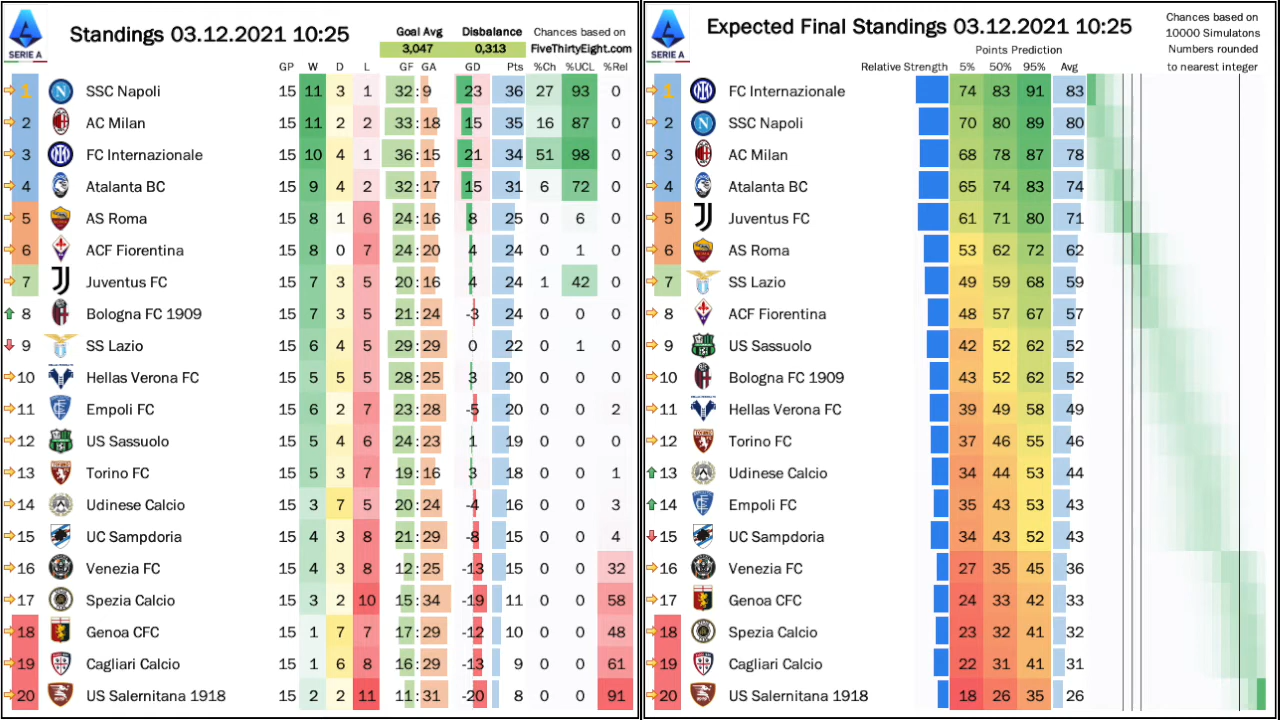 Standings 03.12.2021 10:25
Goal Avg Disbalance Chances based on
3,047 0,313 FiveThirtyEight.com
SERIE A
GP W D L GF GA GD Pts %Ch %UCL %Rel
1 SSC Napoli 15 11 3 1 32:9 23 36 27 93 0
2 AC Milan 15 11 2 2 33:18 15 35 16 87 0
3 FC Internazionale 15 10 4 1 36:15 21 34 51 98 0
4 Atalanta BC 15 9 4 2 32:17 15 31 6 72 0
5 AS Roma 15 8 1 6 24:16 8 25 0 6 0
6 ACF Fiorentina 15 8 0 7 24:20 4 24 0 1 0
7 Juventus FC 15 7 3 5 20:16 4 24 1 42 0
8 Bologna FC 1909 15 7 3 5 21:24 -3 24 0 0 0
9 SS Lazio 15 6 4 5 29:29 0 22 0 1 0
10 Hellas Verona FC 15 5 5 5 28:25 3 20 0 0 0
11 Empoli FC 15 6 2 7 23:28 -5 20 0 0 2
12 US Sassuolo 15 5 4 6 24:23 1 19 0 0 0
13 Torino FC 15 5 3 7 19:16 3 18 0 0 1
14 Udinese Calcio 15 3 7 5 20:24 -4 16 0 0 3
15 UC Sampdoria 15 4 3 8 21:29 -8 15 0 0 4
16 Venezia FC 15 4 3 8 12:25 -13 15 0 0 32
17 Spezia Calcio 15 3 2 10 15:34 -19 11 0 0 58
18 Genoa CFC 15 1 7 7 17:29 -12 10 0 0 48
19 Cagliari Calcio 15 1 6 8 16:29 -13 9 0 0 61
20 US Salernitana 1918 15 2 2 11 11:31 -20 8 0 0 91
Expected Final Standings 03.12.2021 10:25
Chances based on
10000 Simulatons
Numbers rounded
to nearest integer
SERIE A
Points Prediction
Relative Strength 5% 50% 95% Avg
1 FC Internazionale 74 83 91 83
2 SSC Napoli 70 80 89 80
3 AC Milan 68 78 87 78
4 Atalanta BC 65 74 83 74
5 Juventus FC 61 71 80 71
6 AS Roma 53 62 72 62
7 SS Lazio 49 59 68 59
8 ACF Fiorentina 48 57 67 57
9 US Sassuolo 42 52 62 52
10 Bologna FC 1909 43 52 62 52
11 Hellas Verona FC 39 49 58 49
12 Torino FC 37 46 55 46
13 Udinese Calcio 34 44 53 44
14 Empoli FC 35 43 53 43
15 UC Sampdoria 34 43 52 43
16 Venezia FC 27 35 45 36
17 Genoa CFC 24 33 42 33
18 Spezia Calcio 23 32 41 32
19 Cagliari Calcio 22 31 41 31
20 US Salernitana 1918 18 26 35 26